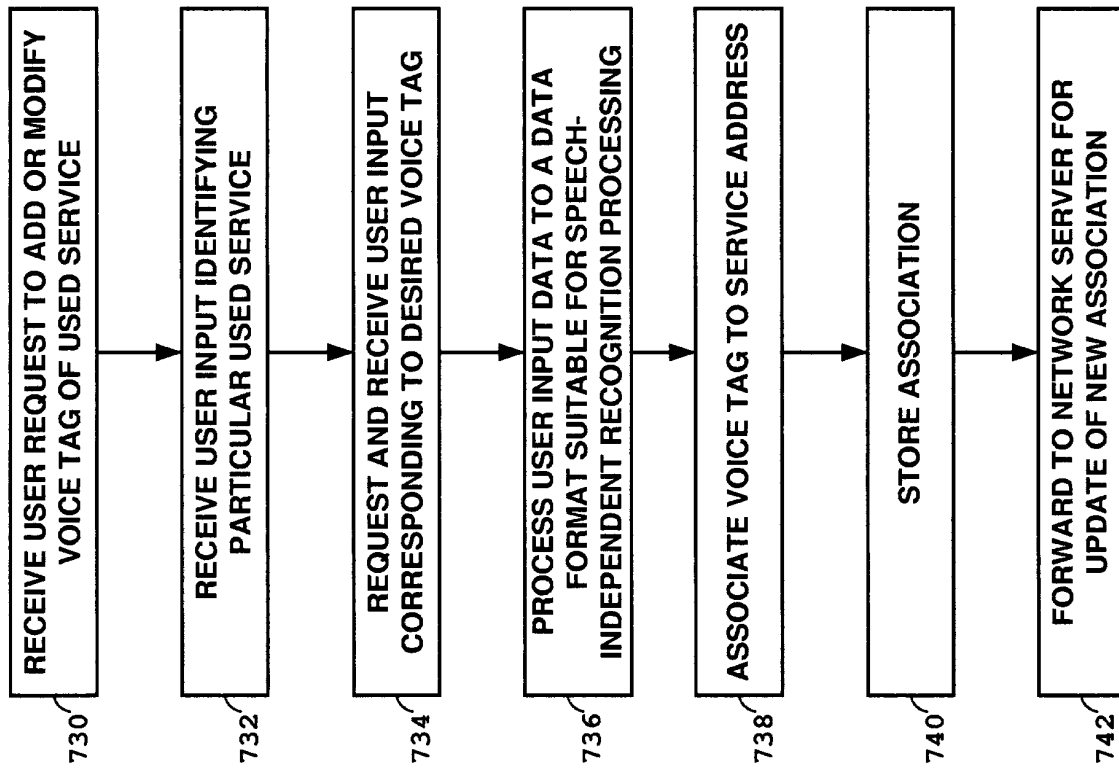 RECEIVE USER REQUEST TO ADD OR MODIFY
VOICE TAG OF USED SERVICE
730
RECEIVE USER INPUT IDENTIFYING
PARTICULAR USED SERVICE
732
REQUEST AND RECEIVE USER INPUT
CORRESPONDING TO DESIRED VOICE TAG
734
PROCESS USER INPUT DATA TO A DATA
FORMAT SUITABLE FOR SPEECH-
INDEPENDENT RECOGNITION PROCESSING
736
ASSOCIATE VOICE TAG TO SERVICE ADDRESS
738
STORE ASSOCIATION
740
FORWARD TO NETWORK SERVER FOR
UPDATE OF NEW ASSOCIATION
742